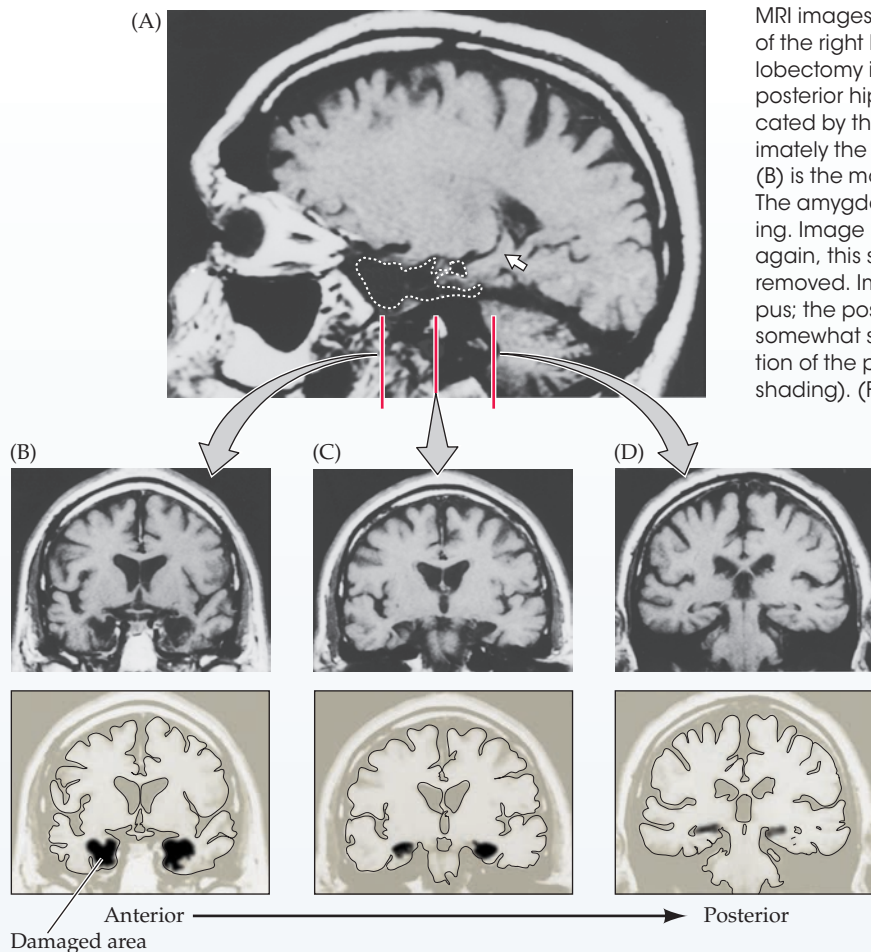 (A)
MRI images
of the right
lobectomy i
posterior hip
cated by th
imately the
(B) is the mo
The amygd
ing. Image
again, this s
removed. In
pus; the pos
somewhat s
tion of the p
shading). (F
(B)
(C)
(D)
Anterior
Posterior
Damaged area